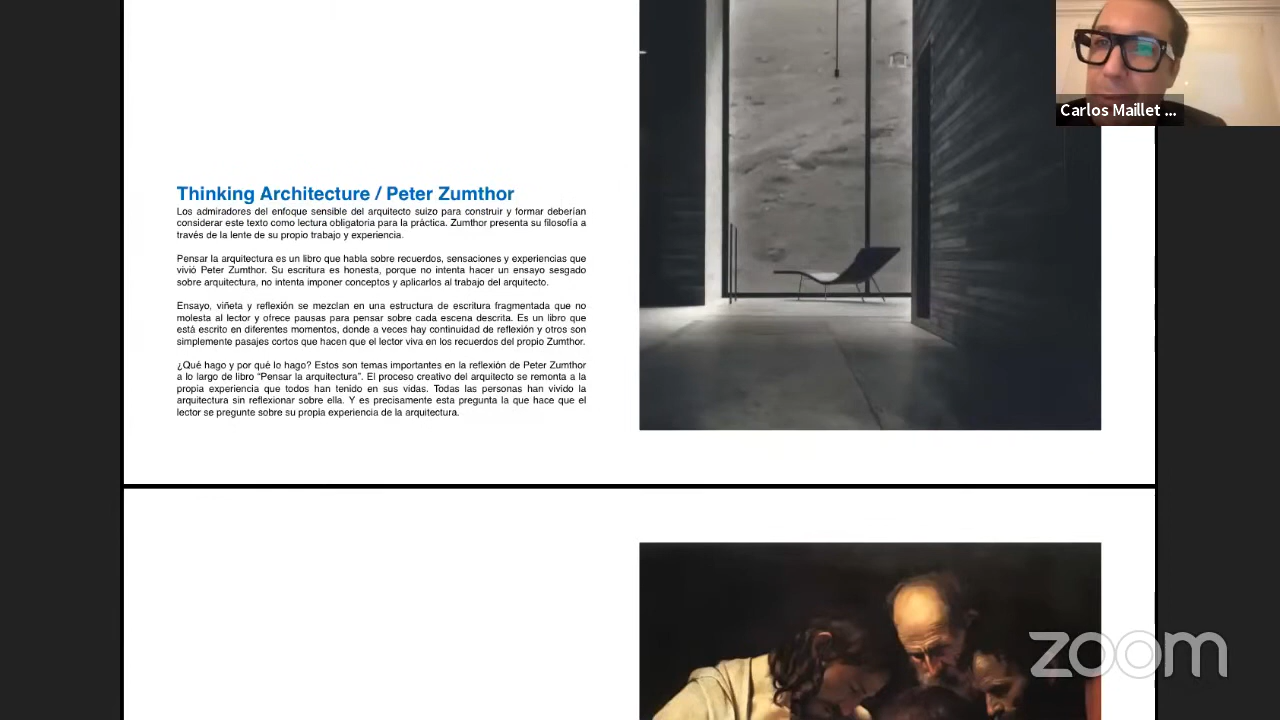 Carlos Maillet ...
Thinking Architecture / Peter Zumthor
Los admiradores del enfoque sensible del arquitecto suizo para construir y formar deberían
considerar este texto como lectura obligatoria para la práctica. Zumthor presenta su filosofía a
través de la lente de su propio trabajo y experiencia.
Pensar la arquitectura es un libro que habla sobre recuerdos, sensaciones y experiencias que
vivió Peter Zumthor. Su escritura es honesta, porque no intenta hacer un ensayo sesgado
sobre arquitectura, no intenta imponer conceptos y aplicarlos al trabajo del arquitecto.
Ensayo, viñeta y reflexión se mezclan en una estructura de escritura fragmentada que no
molesta al lector y ofrece pausas para pensar sobre cada escena descrita. Es un libro que
está escrito en diferentes momentos, donde a veces hay continuidad de reflexión y otros son
simplemente pasajes cortos que hacen que el lector viva en los recuerdos del propio Zumthor.
¿Qué hago y por qué lo hago? Estos son temas importantes en la reflexión de Peter Zumthor
a lo largo de libro “Pensar la arquitectura”. El proceso creativo del arquitecto se remonta a la
propia experiencia que todos han tenido en sus vidas. Todas las personas han vivido la
arquitectura sin reflexionar sobre ella. Y es precisamente esta pregunta la que hace que el
lector se pregunte sobre su propia experiencia de la arquitectura.
zoom